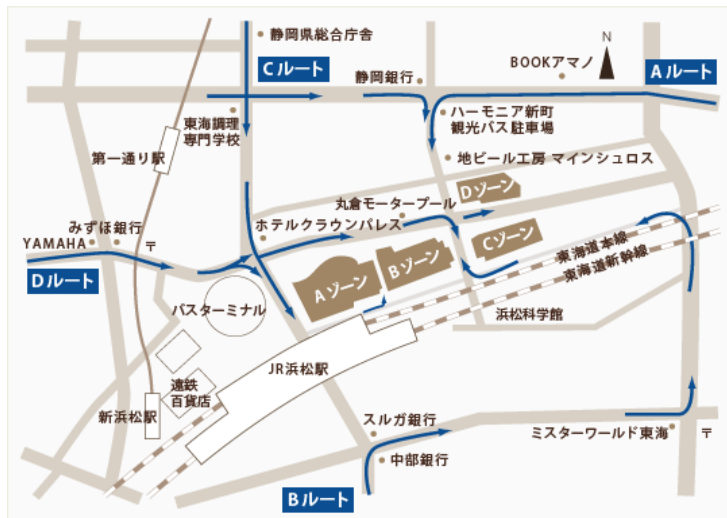 静岡県総合庁舎
N
Cルート
静岡銀行
BOOKアマノ
Aルート
東海調理
専門学校
ハーモニア新町
観光バス駐車場
第一通り駅
地ビール工房 マインシュロス
Dゾーン
丸倉モータープール
みずほ銀行
YAMAHA
〒
ホテルクラウンパレス
Cゾーン
Bゾーン
Aゾーン
東海道本線
東海道新幹線
Dルート
バスターミナル
浜松科学館
JR浜松駅
遠鉄
百貨店
新浜松駅
スルガ銀行
ミスターワールド東海
〒
中部銀行
Bルート